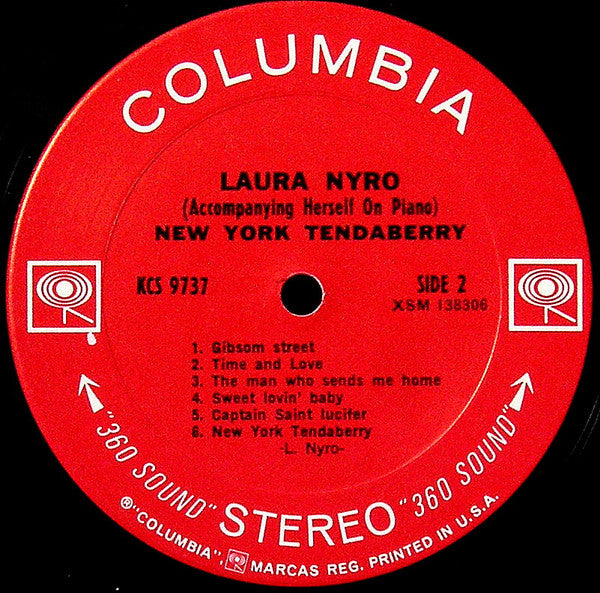 COLUMBIA
LAURA NYRO
(Accompanying Herself On Piano)
NEW YORK TENDABERRY
KCS 9737
SIDE 2
XSM 138306
1. Gibsom street
2. Time and Love
3. The man who sends me home
4. Sweet lovin' baby
5. Captain Saint lucifer
6. New York Tendaberry
-L. Nyro-
"360 SOUND" STEREO "360 SOUND"
®"COLUMBIA", MARCAS REG. PRINTED IN U.S.A.